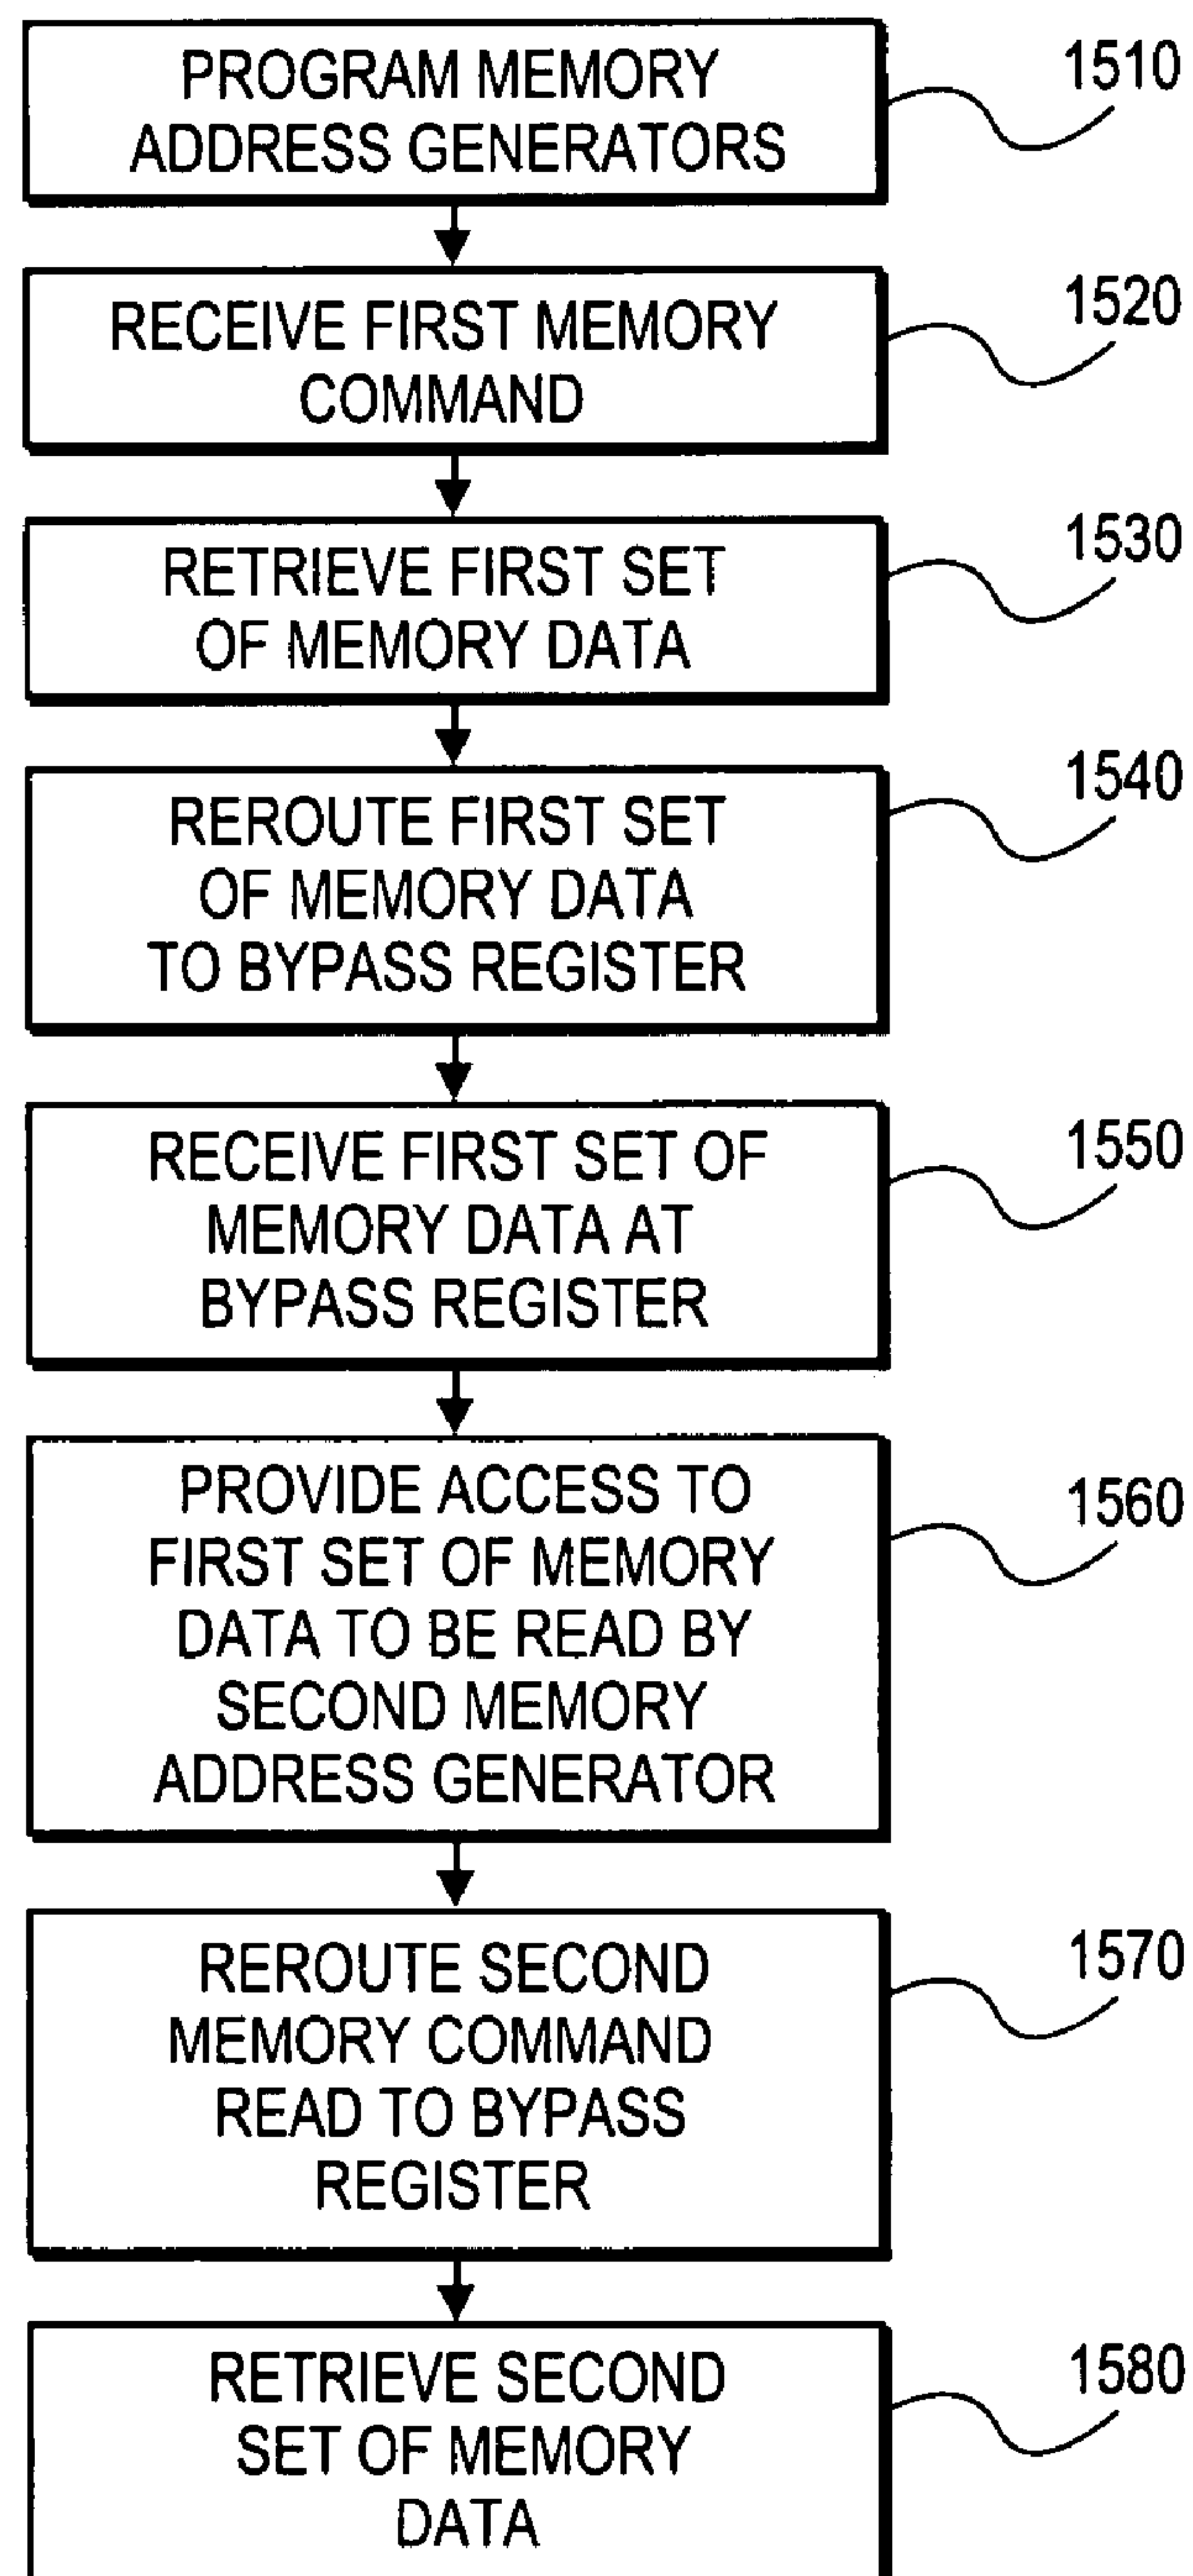 PROGRAM MEMORY
ADDRESS GENERATORS
1510
RECEIVE FIRST MEMORY
COMMAND
1520
RETRIEVE FIRST SET
OF MEMORY DATA
1530
REROUTE FIRST SET
OF MEMORY DATA
TO BYPASS REGISTER
1540
RECEIVE FIRST SET OF
MEMORY DATA AT
BYPASS REGISTER
1550
PROVIDE ACCESS TO
FIRST SET OF MEMORY
DATA TO BE READ BY
SECOND MEMORY
ADDRESS GENERATOR
1560
REROUTE SECOND
MEMORY COMMAND
READ TO BYPASS
REGISTER
1570
RETRIEVE SECOND
SET OF MEMORY
DATA
1580